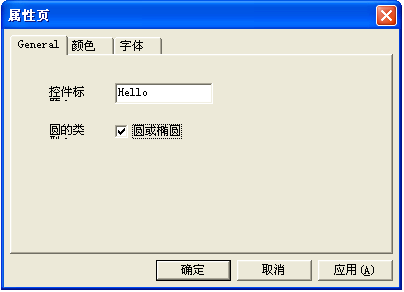 属性页
General 颜色 字体
控件标
Hello
圆的类
圆或椭圆
确定 取消 应用(A)